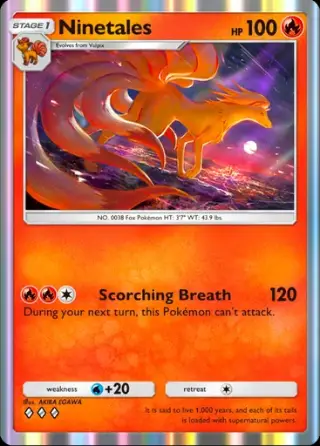 STAGE 1
Ninetales
HP 100
Evolves from Vulpix
NO. 0038 Fox Pokémon HT: 3'7" WT: 43.9 lbs.
Scorching Breath 120
During your next turn, this Pokémon can't attack.
weakness +20 retreat
Illus. AKIRA EGAWA
It is said to live 1,000 years, and each of its tails
is loaded with supernatural powers.